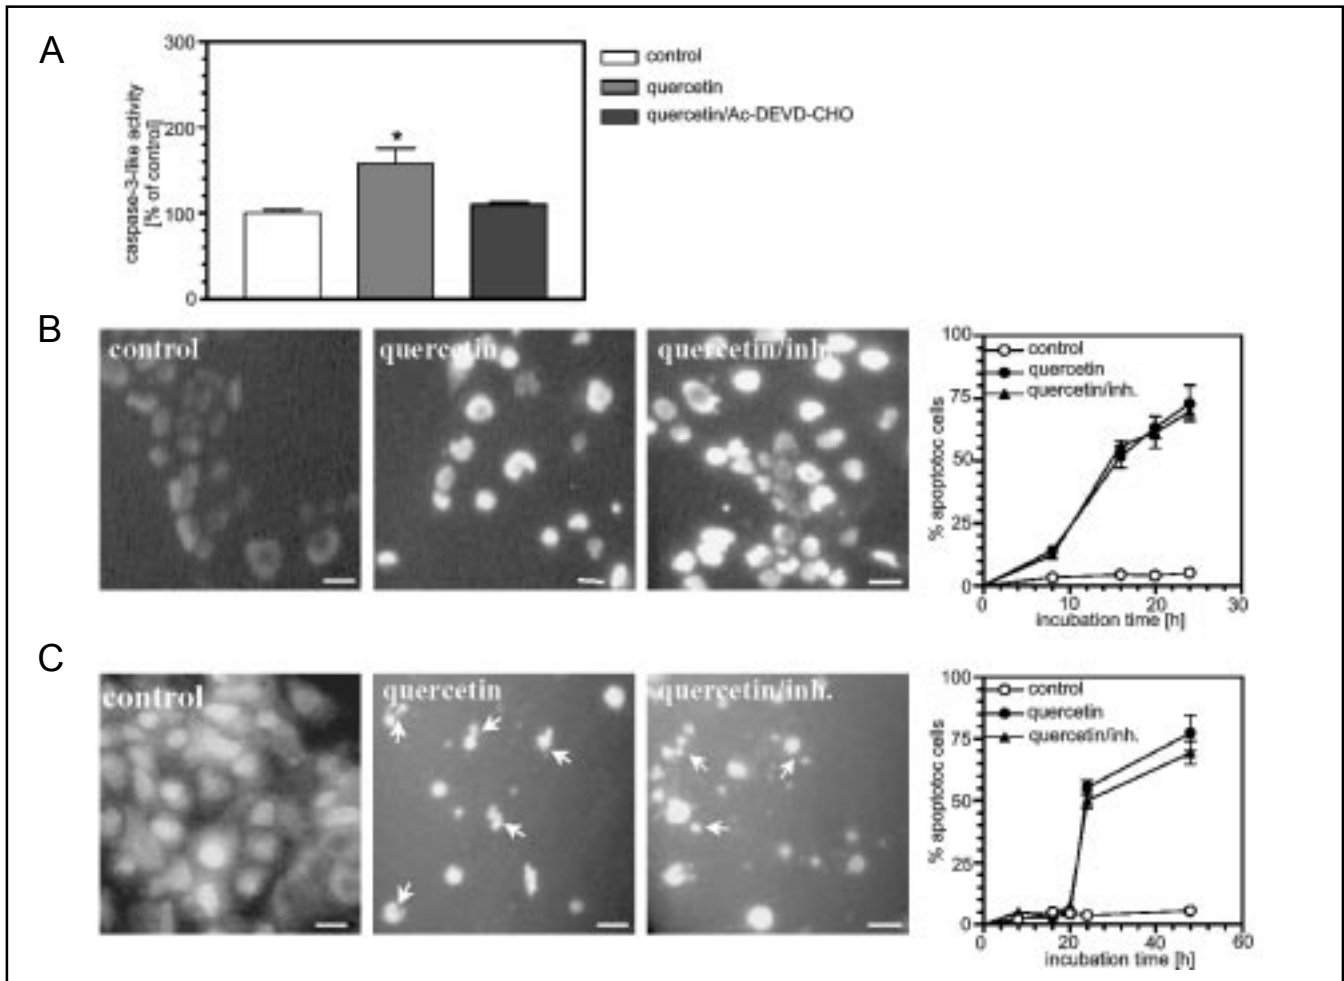 A
300
200
100
0
caspase-3-like activity
[% of control]
control
quercetin
quercetin/Ac-DEVD-CHO
*
B
control
quercetin
quercetin/inh.
100
75
50
25
0
% apoptotoc cells
control
quercetin
quercetin/inh.
0 10 20 30
incubation time [h]
C
control
quercetin
quercetin/inh.
100
75
50
25
0
% apoptotoc cells
control
quercetin
quercetin/inh.
0 20 40 60
incubation time [h]